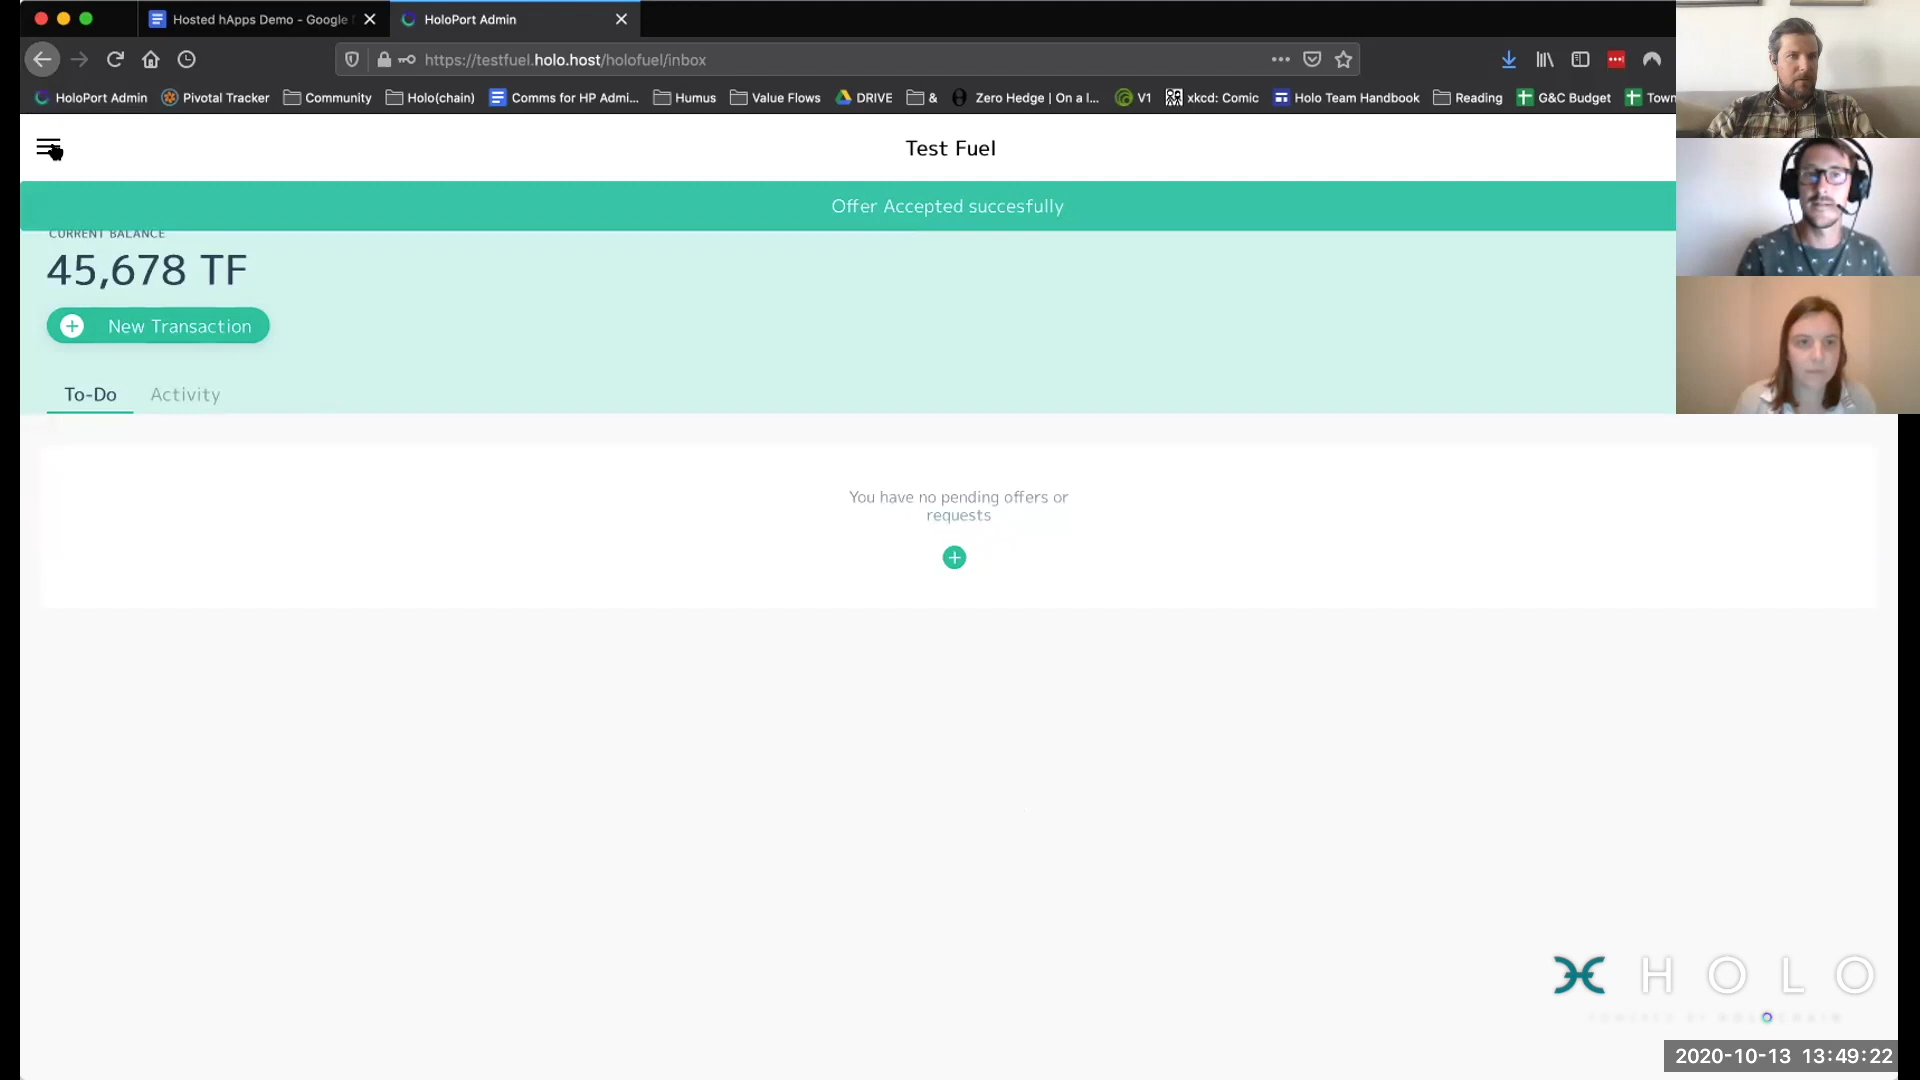 Hosted hApps Demo - Google
HoloPort Admin
https://testfuel.holo.host/holofuel/inbox
HoloPort Admin
Pivotal Tracker
Community
Holo(chain)
Comms for HP Admi...
Humus
Value Flows
DRIVE
&
Zero Hedge | On a l...
V1
xkcd: Comic
Holo Team Handbook
Reading
G&C Budget
Town
Test Fuel
Offer Accepted succesfully
CURRENT BALANCE
45,678 TF
New Transaction
To-Do
Activity
You have no pending offers or
requests
HOLO
2020-10-13 13:49:22